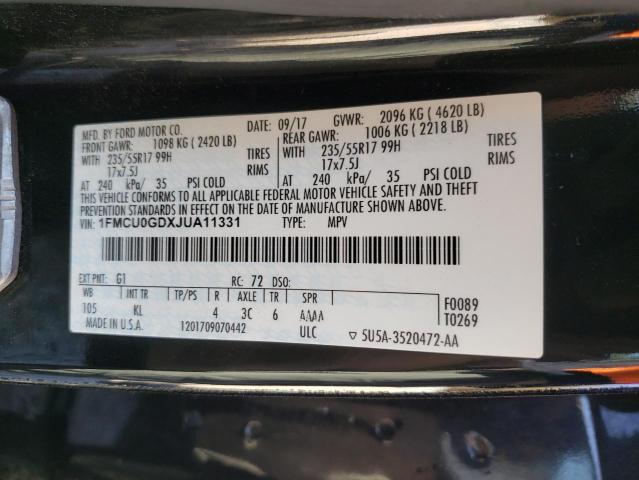 MFD. BY FORD MOTOR CO. DATE: 09/17 GVWR: 2096 KG ( 4620 LB)
FRONT GAWR: 1098 KG ( 2420 LB) REAR GAWR: 1006 KG ( 2218 LB)
WITH 235/55R17 99H TIRES WITH 235/55R17 99H TIRES
17x7.5J RIMS 17x7.5J RIMS
AT 240 kPa/ 35 PSI COLD AT 240 kPa/ 35 PSI COLD
THIS VEHICLE CONFORMS TO ALL APPLICABLE FEDERAL MOTOR VEHICLE SAFETY AND THEFT
PREVENTION STANDARDS IN EFFECT ON THE DATE OF MANUFACTURE SHOWN ABOVE.
VIN: 1FMCU0GDXJUA11331 TYPE: MPV
EXT PNT: G1 RC: 72 DSO:
WB INT TR TP/PS R AXLE TR SPR F0089
105 KL 4 3C 6 AAAA T0269
MADE IN U.S.A. 1201709070442 ULC ▽ 5U5A-3520472-AA